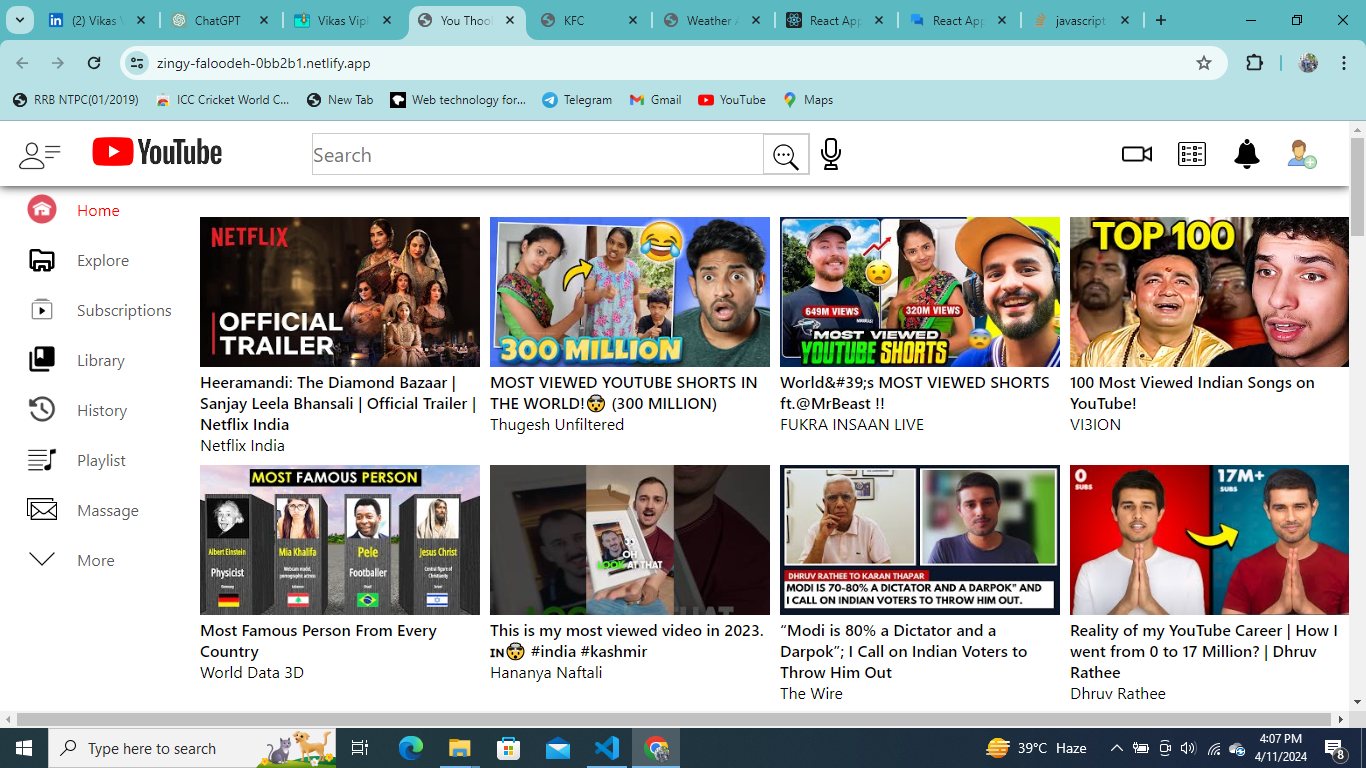 (2) Vikas
ChatGPT
Vikas Vipl
You Thool
KFC
Weather A
React App
React App
javascript
zingy-faloodeh-0bb2b1.netlify.app
RRB NTPC(01/2019)
ICC Cricket World C...
New Tab
Web technology for...
Telegram
Gmail
YouTube
Maps
YouTube
Search
Home
Explore
Subscriptions
Library
History
Playlist
Massage
More
NETFLIX
OFFICIAL
TRAILER
Heeramandi: The Diamond Bazaar |
Sanjay Leela Bhansali | Official Trailer |
Netflix India
Netflix India
300 MILLION
MOST VIEWED YOUTUBE SHORTS IN
THE WORLD!🤯 (300 MILLION)
Thugesh Unfiltered
649M VIEWS
320M VIEWS
MOST VIEWED
YOUTUBE SHORTS
World&#39;s MOST VIEWED SHORTS
ft.@MrBeast !!
FUKRA INSAAN LIVE
TOP 100
100 Most Viewed Indian Songs on
YouTube!
VI3ION
MOST FAMOUS PERSON
Albert Einstein
Physicist
Mia Khalifa
Pele
Footballer
Jesus Christ
Most Famous Person From Every
Country
World Data 3D
OH
LOOK AT THAT
This is my most viewed video in 2023.
ɪɴ🤯 #india #kashmir
Hananya Naftali
DHRUV RATHEE TO KARAN THAPAR
MODI IS 70-80% A DICTATOR AND A DARPOK” AND
I CALL ON INDIAN VOTERS TO THROW HIM OUT.
“Modi is 80% a Dictator and a
Darpok”; I Call on Indian Voters to
Throw Him Out
The Wire
0
SUBS
17M+
SUBS
Reality of my YouTube Career | How I
went from 0 to 17 Million? | Dhruv
Rathee
Dhruv Rathee
Type here to search
39°C Haze
4:07 PM
4/11/2024
8